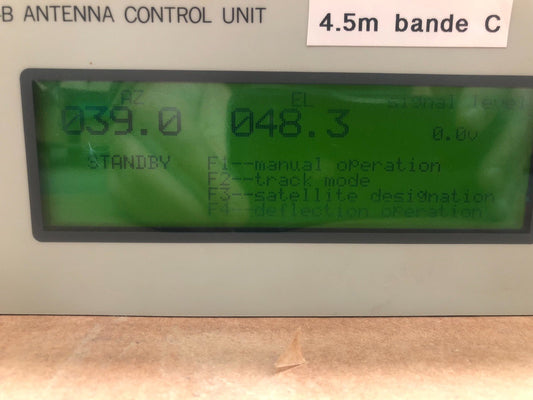 B ANTENNA CONTROL UNIT
4.5m bande C
AZ EL Signal level
039.0 048.3 0.0v
STANDBY F1--manual operation
F2--track mode
F3--satellite designation
F4--deflection operation